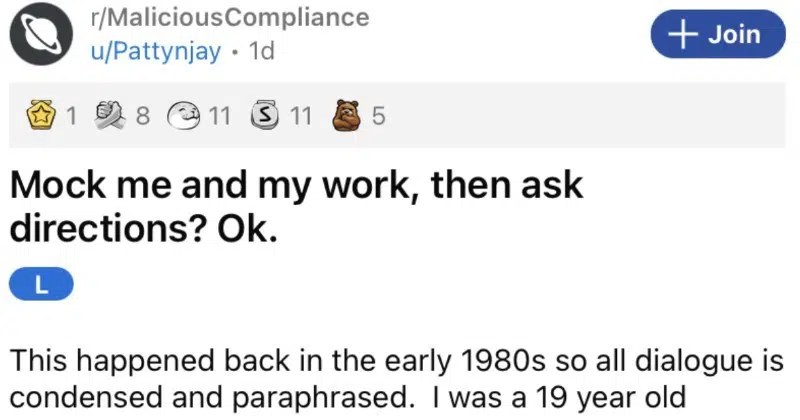 r/MaliciousCompliance
u/Pattynjay • 1d
+ Join
1 8 11 S 11 5
Mock me and my work, then ask
directions? Ok.
L
This happened back in the early 1980s so all dialogue is
condensed and paraphrased. I was a 19 year old